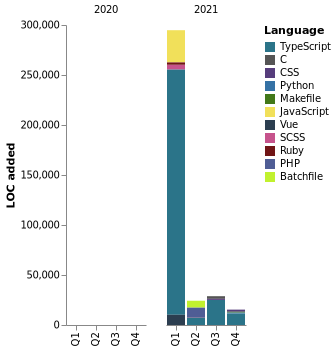 2020 2021
Language
TypeScript
C
CSS
Python
Makefile
JavaScript
Vue
SCSS
Ruby
PHP
Batchfile
LOC added
300,000
250,000
200,000
150,000
100,000
50,000
0
Q1 Q2 Q3 Q4 Q1 Q2 Q3 Q4